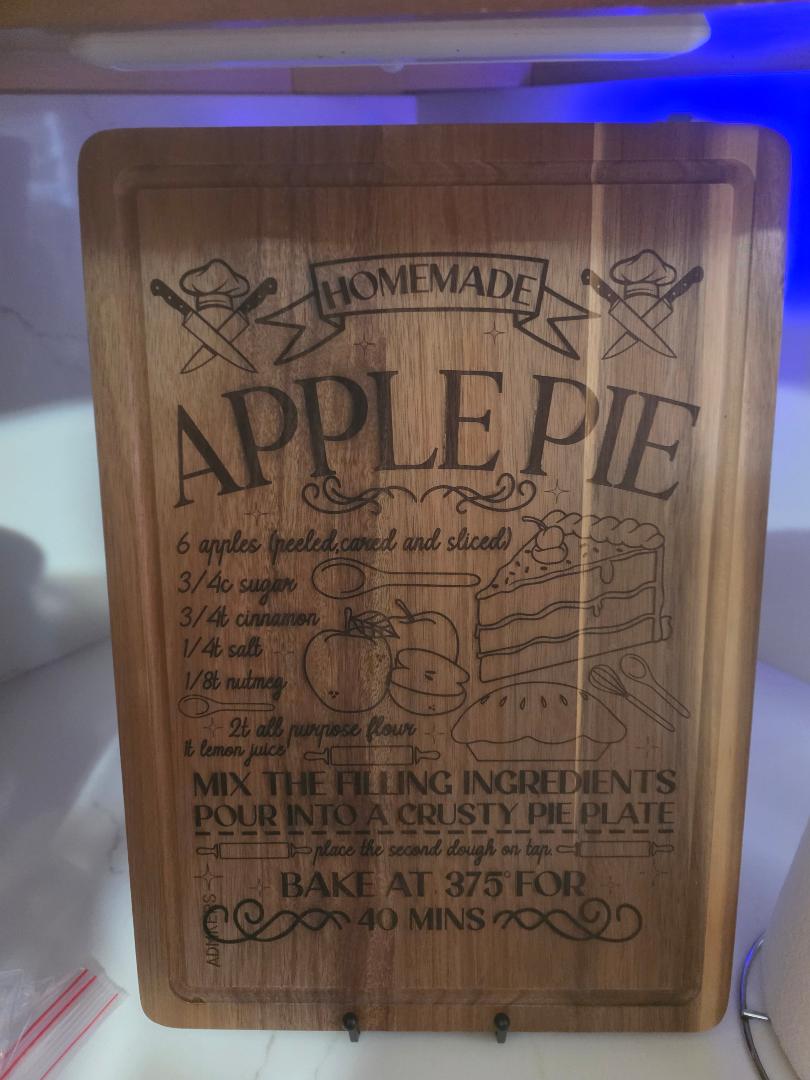 HOMEMADE
APPLE PIE
6 apples (peeled,cared and sliced)
3/4c sugar
3/4t cinnamon
1/4t salt
1/8t nutmeg
2t all purpose flour
1t lemon juice
MIX THE FILLING INGREDIENTS
POUR INTO A CRUSTY PIE PLATE
place the second dough on tap.
BAKE AT 375° FOR
40 MINS